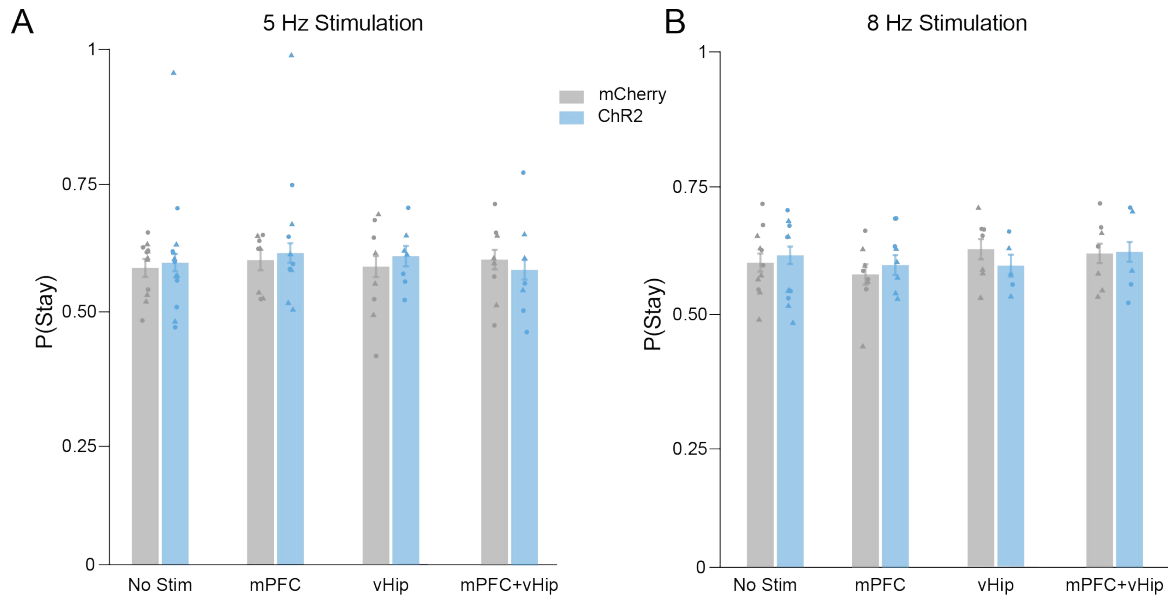 A
5 Hz Stimulation
1
0.75
0.50
0.25
0
P(Stay)
No Stim
mPFC
vHip
mPFC+vHip
mCherry
ChR2
B
8 Hz Stimulation
1
0.75
0.50
0.25
0
P(Stay)
No Stim
mPFC
vHip
mPFC+vHip